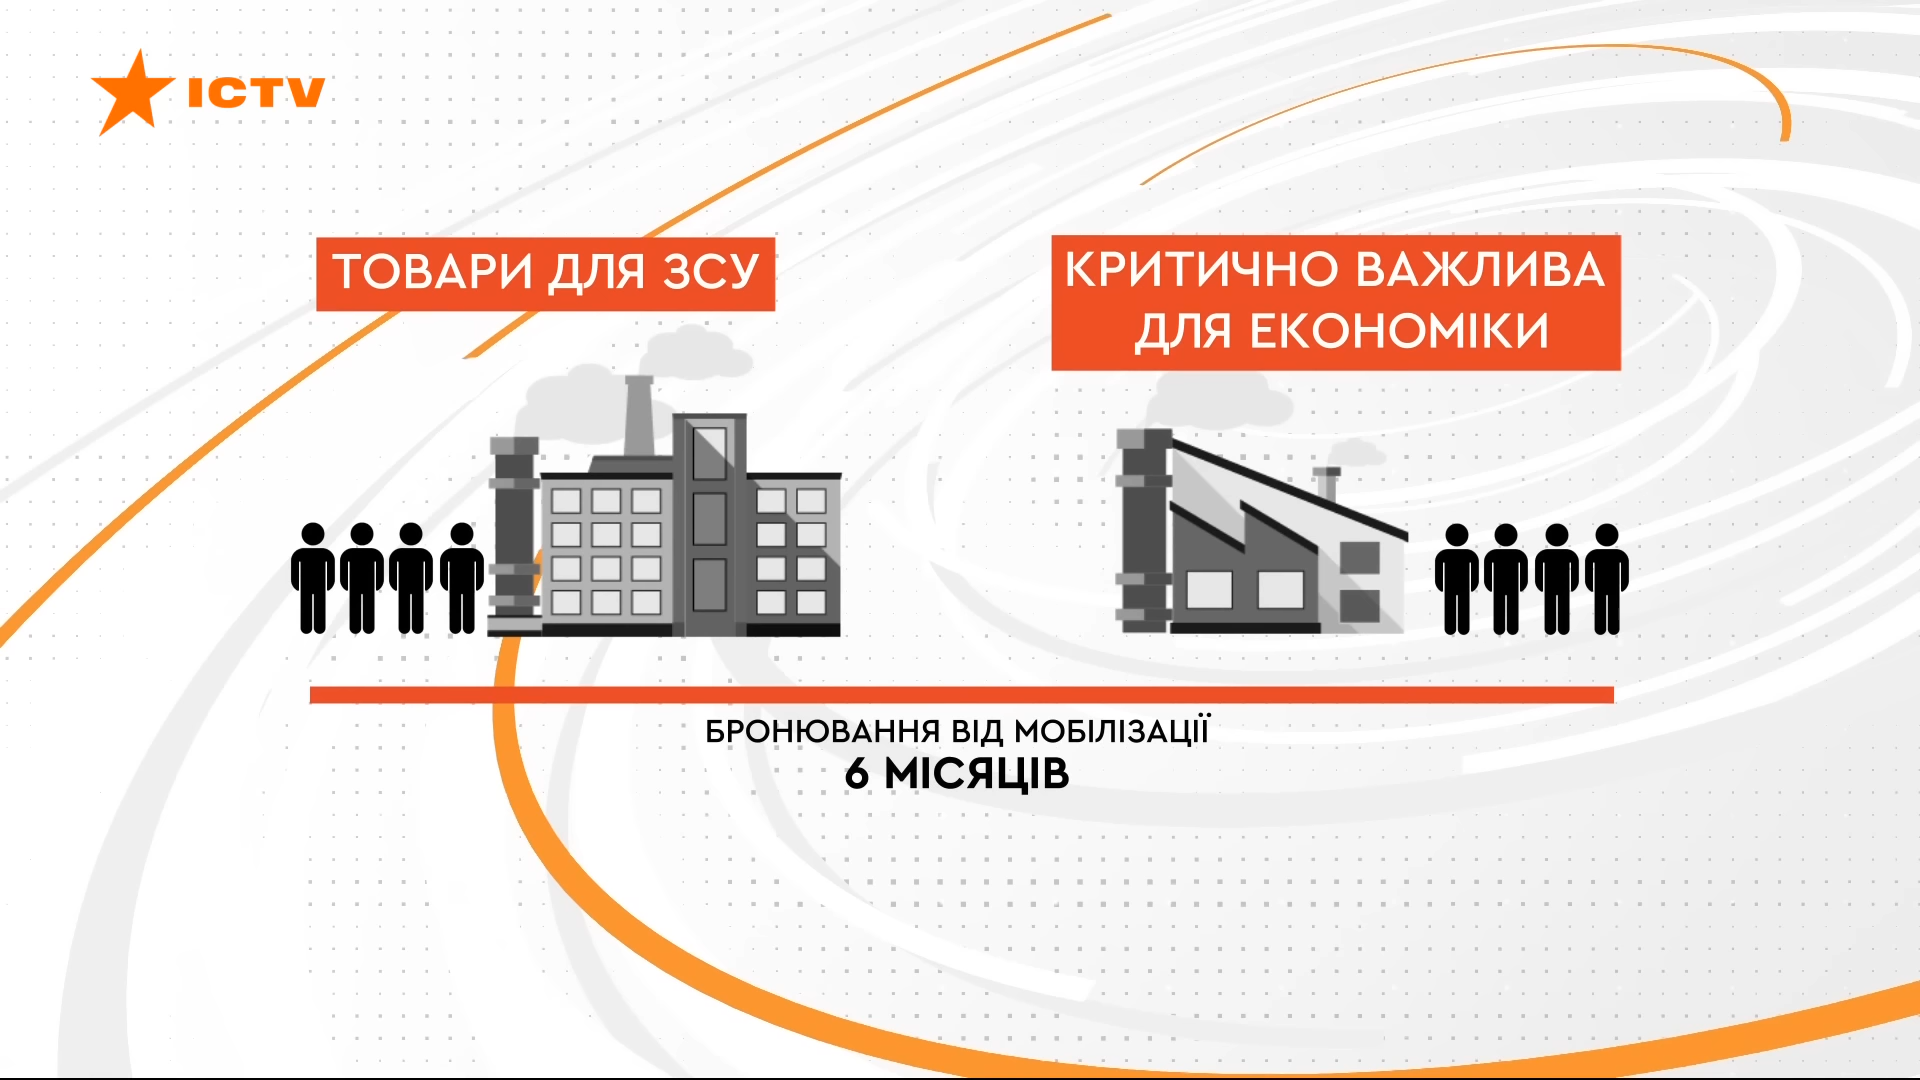 ICTV
ТОВАРИ ДЛЯ ЗСУ
КРИТИЧНО ВАЖЛИВА
ДЛЯ ЕКОНОМІКИ
БРОНЮВАННЯ ВІД МОБІЛІЗАЦІЇ
6 МІСЯЦІВ